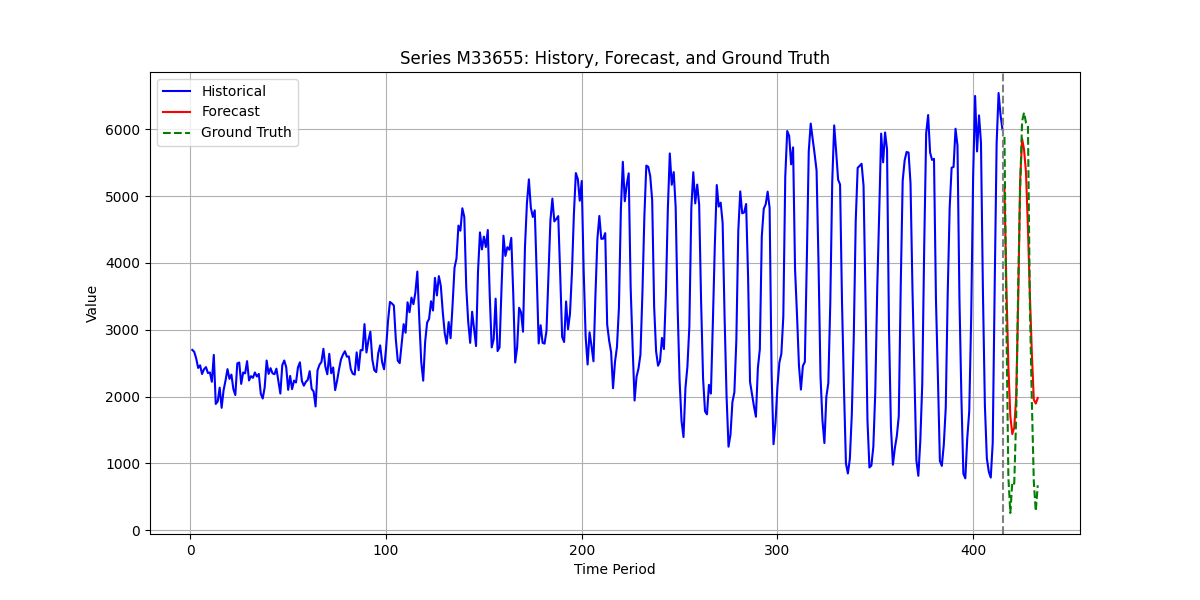 Series M33655: History, Forecast, and Ground Truth
Historical
Forecast
Ground Truth
Value
6000
5000
4000
3000
2000
1000
0
0 100 200 300 400
Time Period